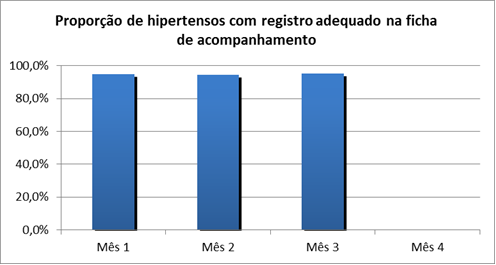 Proporção de hipertensos com registro adequado na ficha
de acompanhamento
100,0%
80,0%
60,0%
40,0%
20,0%
0,0%
Mês 1 Mês 2 Mês 3 Mês 4